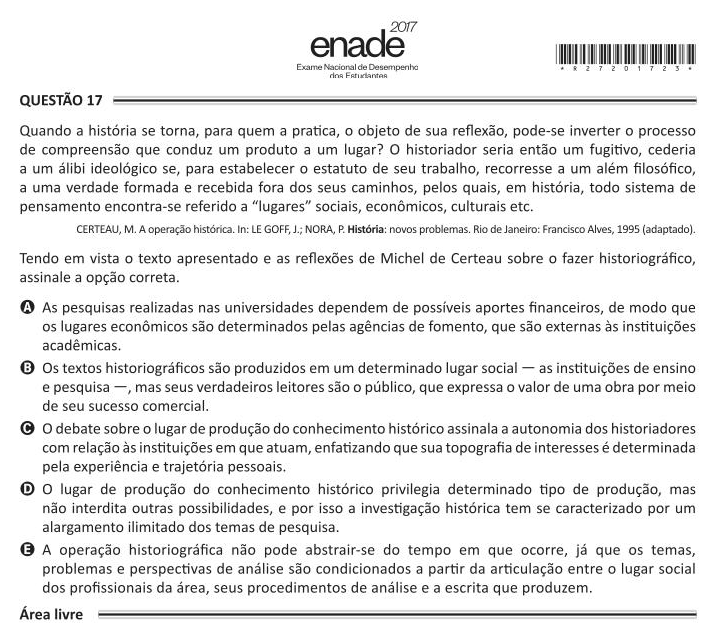 2017
enade
Exame Nacional de Desempenho
dos Estudantes
* R 2 7 2 0 1 7 2 3 *
QUESTÃO 17
Quando a história se torna, para quem a pratica, o objeto de sua reflexão, pode-se inverter o processo
de compreensão que conduz um produto a um lugar? O historiador seria então um fugitivo, cederia
a um álibi ideológico se, para estabelecer o estatuto de seu trabalho, recorresse a um além filosófico,
a uma verdade formada e recebida fora dos seus caminhos, pelos quais, em história, todo sistema de
pensamento encontra-se referido a “lugares” sociais, econômicos, culturais etc.
CERTEAU, M. A operação histórica. In: LE GOFF, J.; NORA, P. História: novos problemas. Rio de Janeiro: Francisco Alves, 1995 (adaptado).
Tendo em vista o texto apresentado e as reflexões de Michel de Certeau sobre o fazer historiográfico,
assinale a opção correta.
A As pesquisas realizadas nas universidades dependem de possíveis aportes financeiros, de modo que
os lugares econômicos são determinados pelas agências de fomento, que são externas às instituições
acadêmicas.
B Os textos historiográficos são produzidos em um determinado lugar social — as instituições de ensino
e pesquisa —, mas seus verdadeiros leitores são o público, que expressa o valor de uma obra por meio
de seu sucesso comercial.
C O debate sobre o lugar de produção do conhecimento histórico assinala a autonomia dos historiadores
com relação às instituições em que atuam, enfatizando que sua topografia de interesses é determinada
pela experiência e trajetória pessoais.
D O lugar de produção do conhecimento histórico privilegia determinado tipo de produção, mas
não interdita outras possibilidades, e por isso a investigação histórica tem se caracterizado por um
alargamento ilimitado dos temas de pesquisa.
E A operação historiográfica não pode abstrair-se do tempo em que ocorre, já que os temas,
problemas e perspectivas de análise são condicionados a partir da articulação entre o lugar social
dos profissionais da área, seus procedimentos de análise e a escrita que produzem.
Área livre